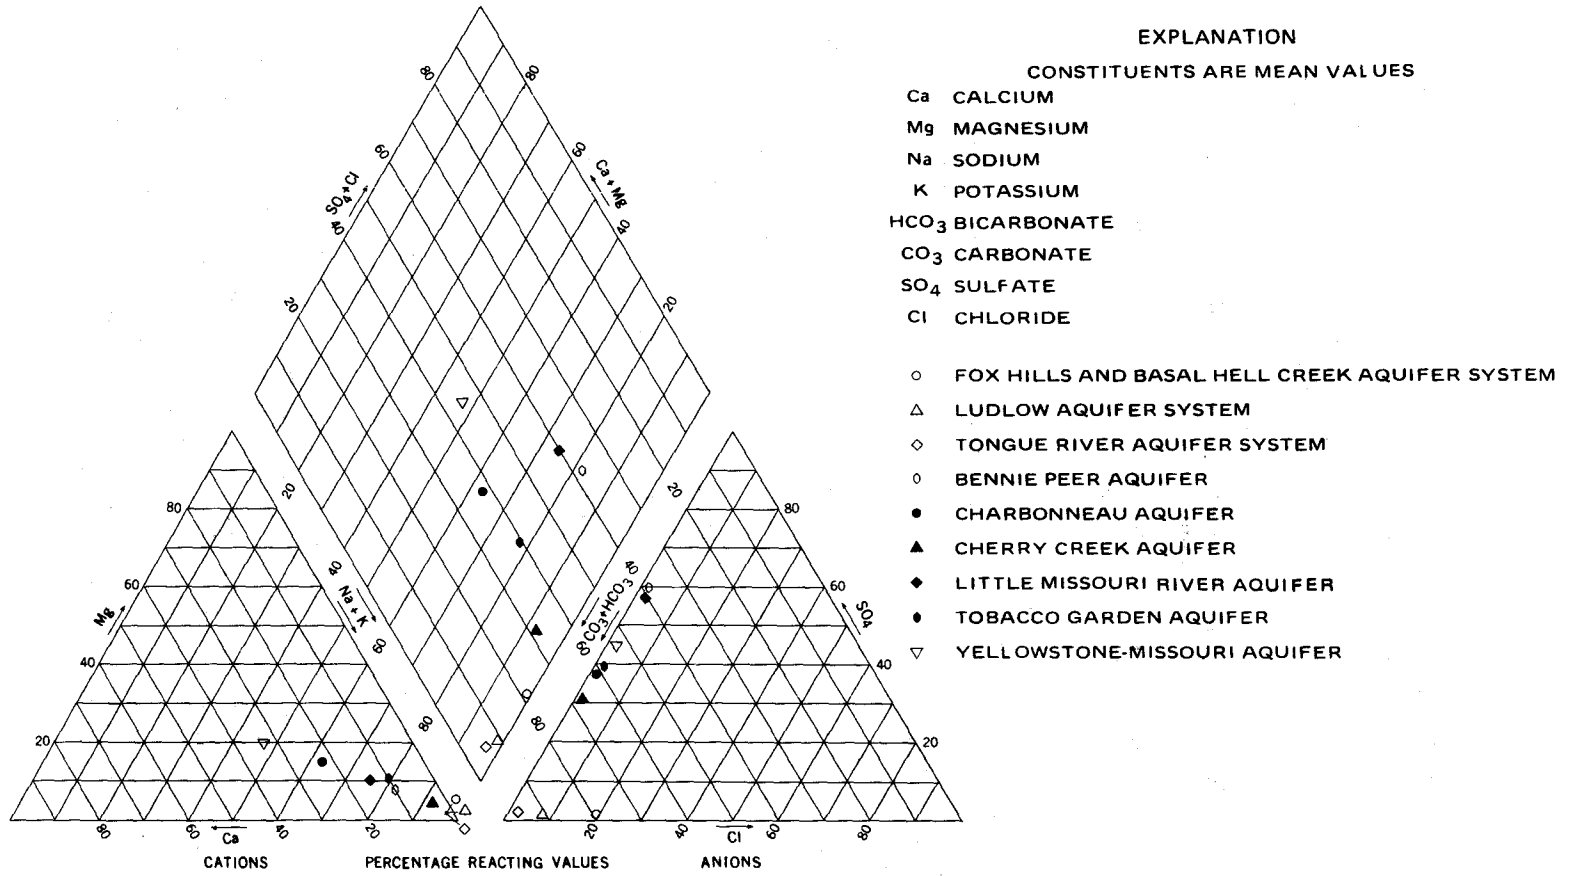 EXPLANATION
CONSTITUENTS ARE MEAN VALUES
Ca CALCIUM
Mg MAGNESIUM
Na SODIUM
K POTASSIUM
HCO3 BICARBONATE
CO3 CARBONATE
SO4 SULFATE
Cl CHLORIDE
FOX HILLS AND BASAL HELL CREEK AQUIFER SYSTEM
LUDLOW AQUIFER SYSTEM
TONGUE RIVER AQUIFER SYSTEM
BENNIE PEER AQUIFER
CHARBONNEAU AQUIFER
CHERRY CREEK AQUIFER
LITTLE MISSOURI RIVER AQUIFER
TOBACCO GARDEN AQUIFER
YELLOWSTONE-MISSOURI AQUIFER
80
60
SO4+Cl
40
20
80
60
Ca+Mg
40
20
20
40
Na+K
60
80
20
40
CO3+HCO3
60
80
80
60
Mg
40
20
80
60
SO4
40
20
80
60
Ca
40
20
20
40
Cl
60
80
CATIONS
PERCENTAGE REACTING VALUES
ANIONS